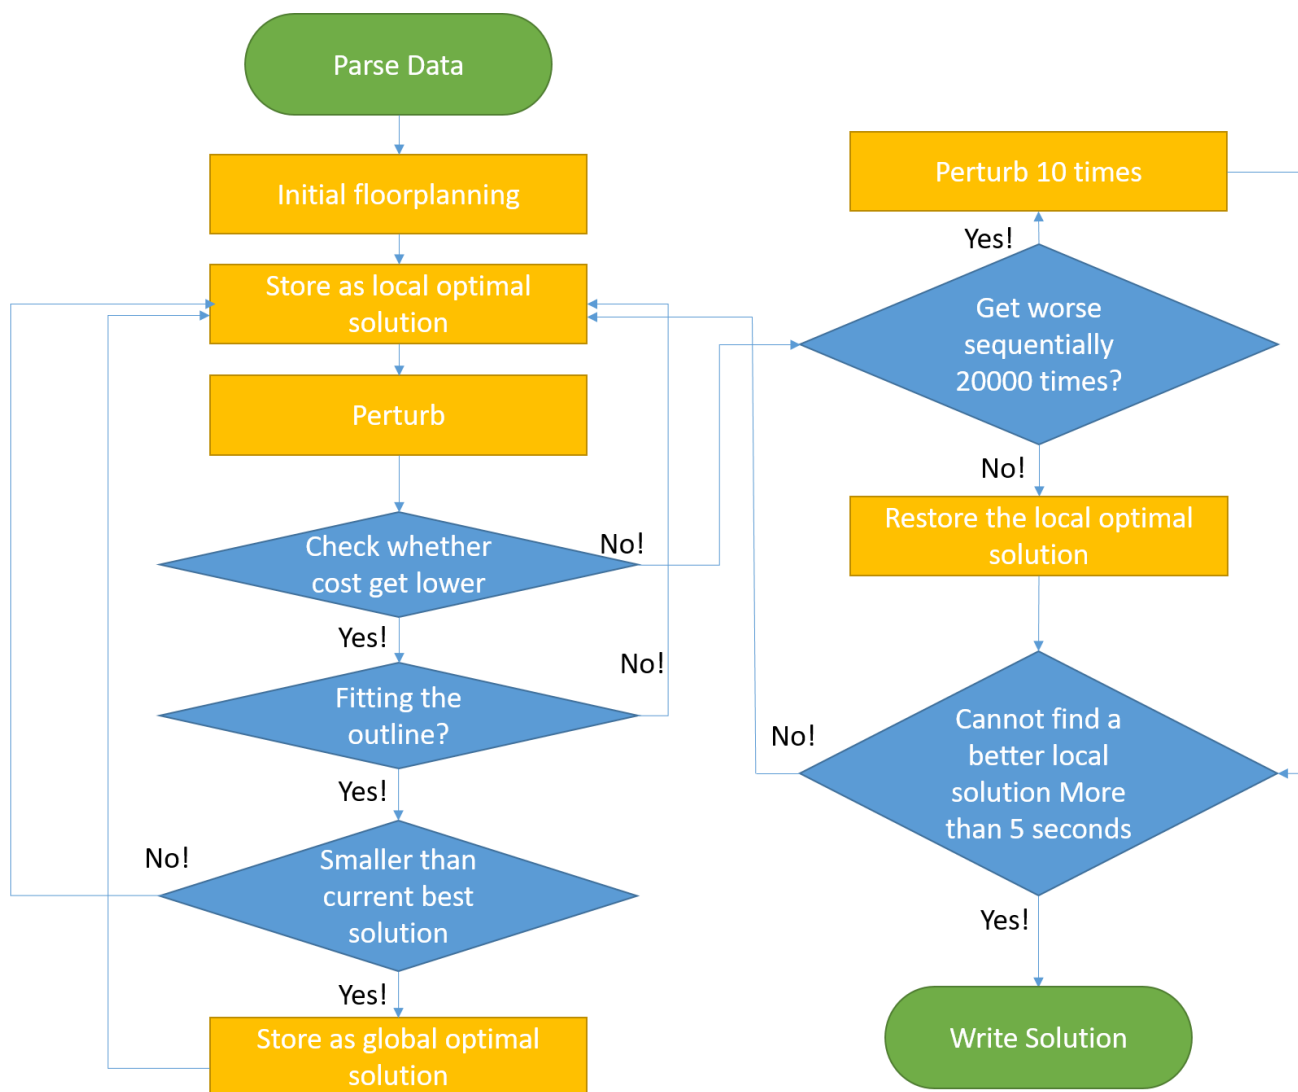 Parse Data
Initial floorplanning
Store as local optimal
solution
Perturb
Check whether
cost get lower
No!
Yes!
Fitting the
outline?
No!
Yes!
Smaller than
current best
solution
No!
Yes!
Store as global optimal
solution
Perturb 10 times
Yes!
Get worse
sequentially
20000 times?
No!
Restore the local optimal
solution
Cannot find a
better local
solution More
than 5 seconds
No!
Yes!
Write Solution